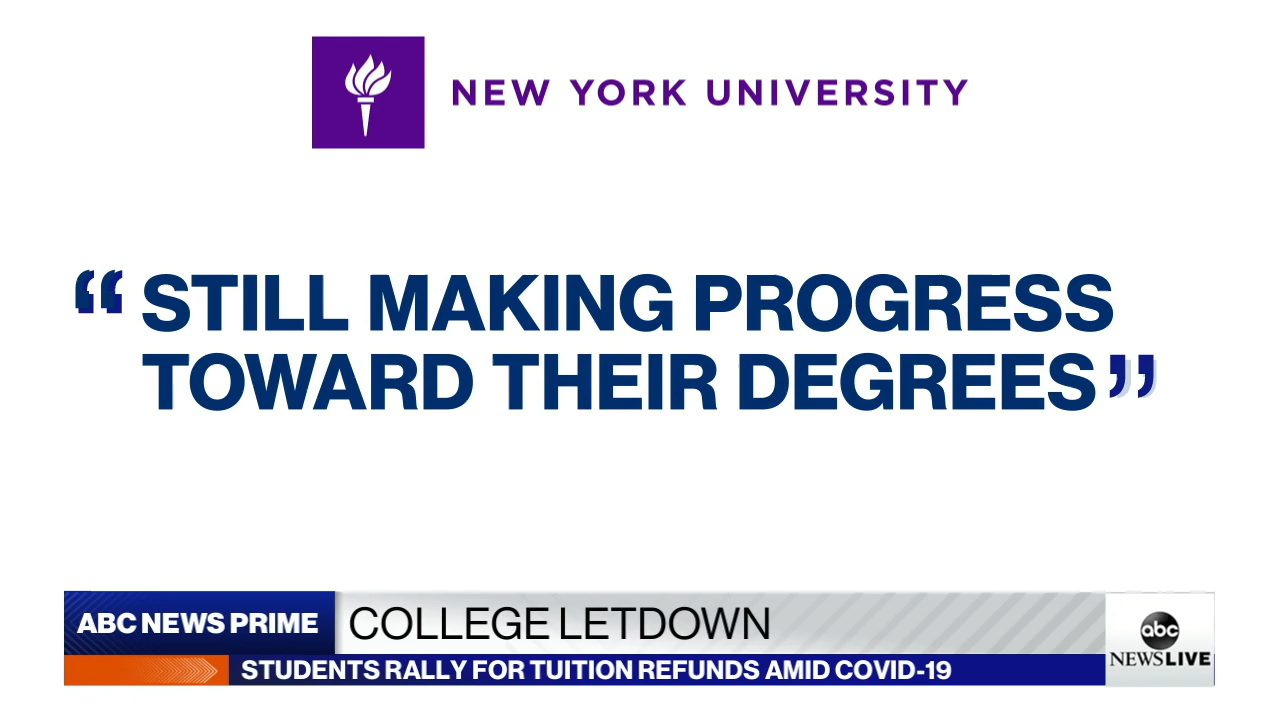 NEW YORK UNIVERSITY
“STILL MAKING PROGRESS
TOWARD THEIR DEGREES”
ABC NEWS PRIME
COLLEGE LETDOWN
STUDENTS RALLY FOR TUITION REFUNDS AMID COVID-19
abc
NEWSLIVE